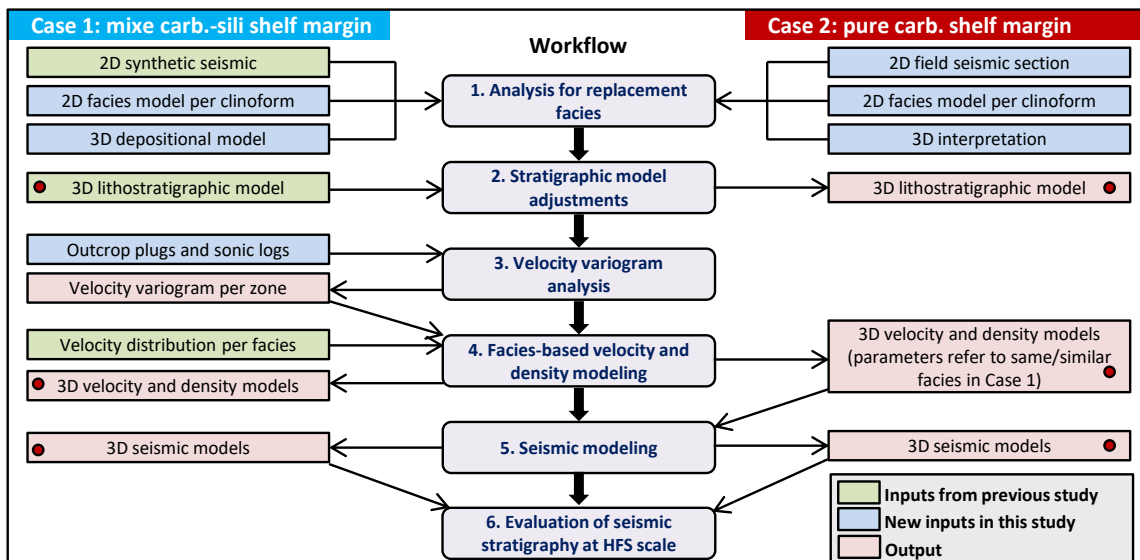 Case 1: mixe carb.-sili shelf margin
Workflow
Case 2: pure carb. shelf margin
2D synthetic seismic
2D facies model per clinoform
3D depositional model
1. Analysis for replacement
facies
2D field seismic section
2D facies model per clinoform
3D interpretation
3D lithostratigraphic model
2. Stratigraphic model
adjustments
3D lithostratigraphic model
Outcrop plugs and sonic logs
Velocity variogram per zone
3. Velocity variogram
analysis
Velocity distribution per facies
3D velocity and density models
4. Facies-based velocity and
density modeling
3D velocity and density models
(parameters refer to same/similar
facies in Case 1)
3D seismic models
5. Seismic modeling
3D seismic models
6. Evaluation of seismic
stratigraphy at HFS scale
Inputs from previous study
New inputs in this study
Output